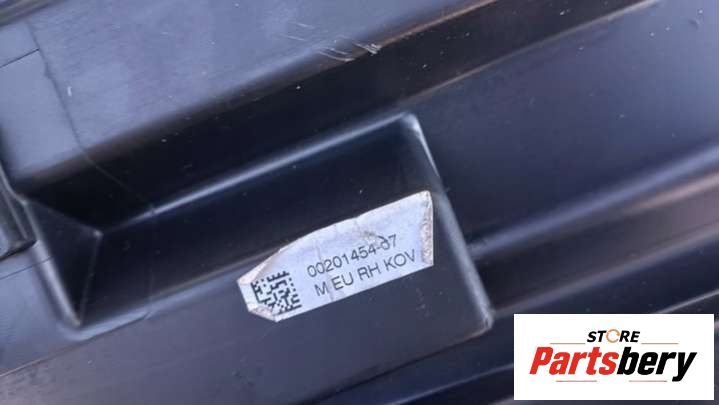 00201454-07
M EU RH KOV
STORE
Partsbery